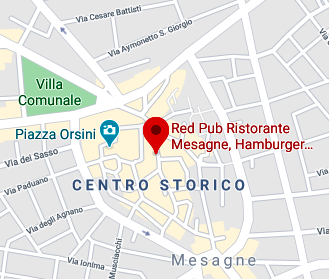 Via Cesare Battisti
Via Aymonetto S. Giorgio
Villa
Comunale
Piazza Orsini
Red Pub Ristorante
Mesagne, Hamburger...
Via del Sasso
Via Paduano
CENTRO STORICO
Via degli Agnano
Musciacchi
Mesagne
Via Ionima